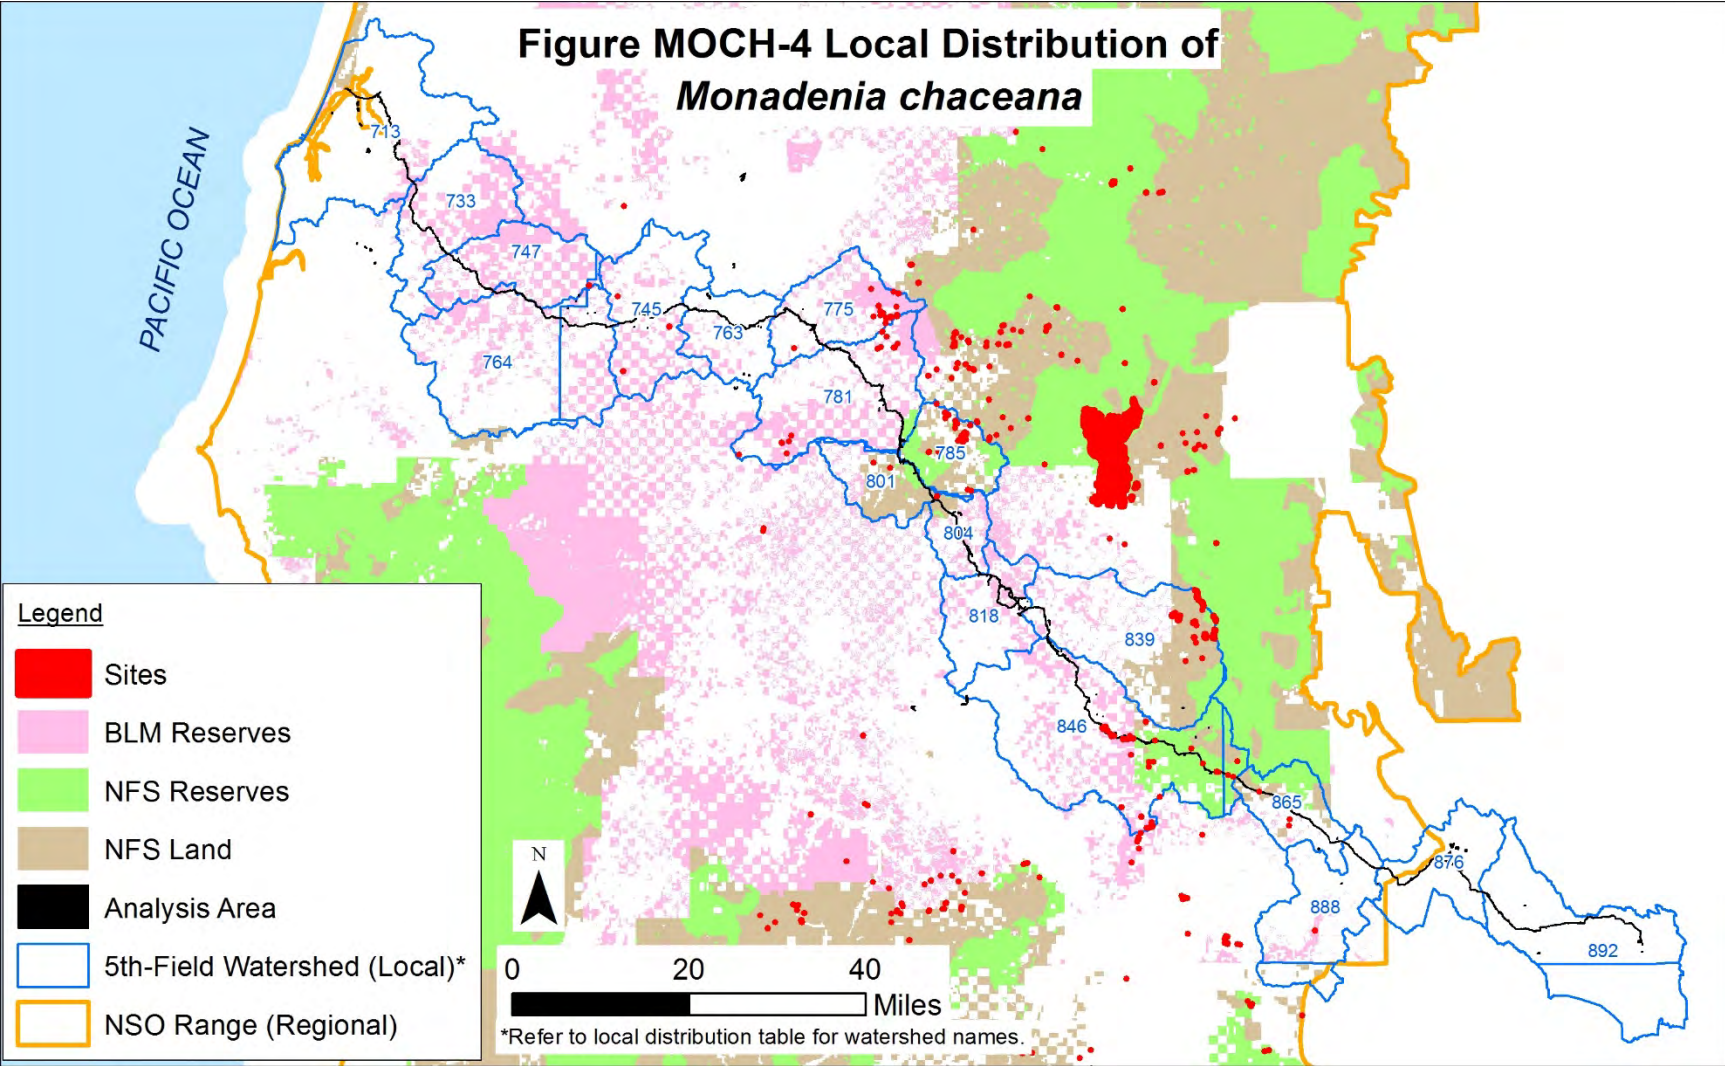 Figure MOCH-4 Local Distribution of
Monadenia chaceana
PACIFIC OCEAN
713
733
747
745
775
763
764
781
785
801
804
818
839
846
865
876
888
892
Legend
Sites
BLM Reserves
NFS Reserves
NFS Land
Analysis Area
5th-Field Watershed (Local)*
NSO Range (Regional)
N
0 20 40
Miles
*Refer to local distribution table for watershed names.